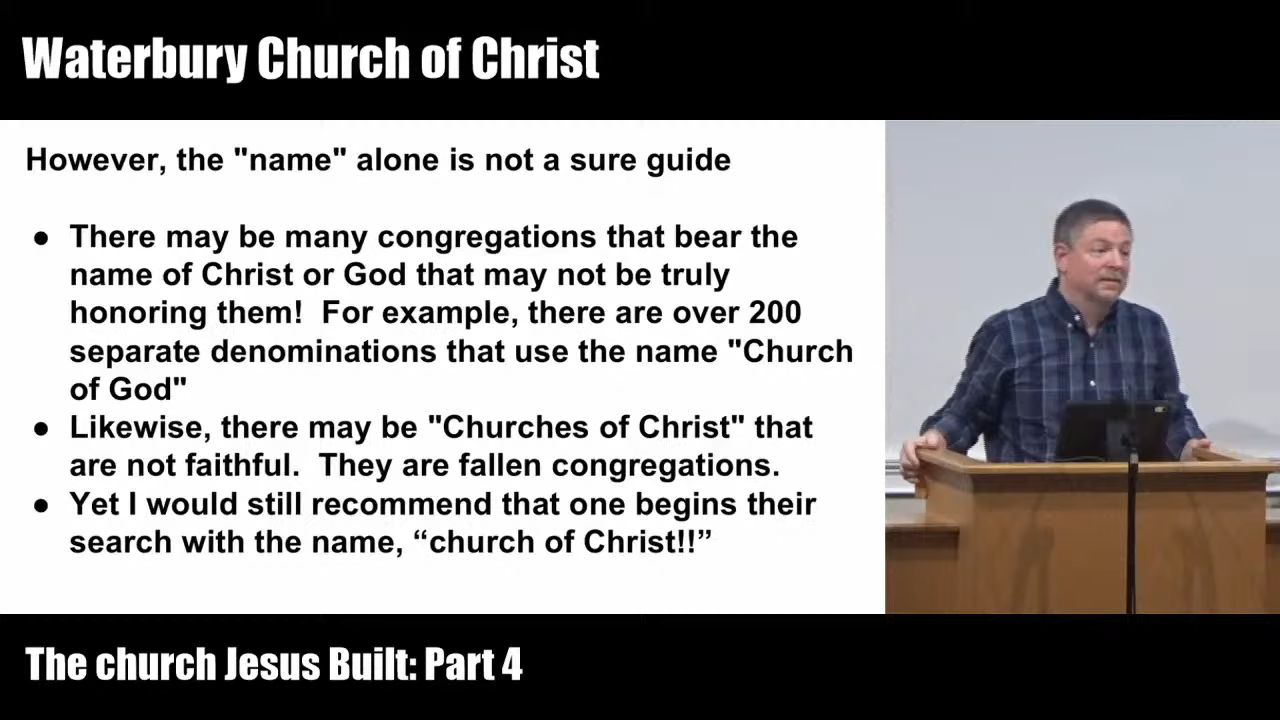 Waterbury Church of Christ
However, the "name" alone is not a sure guide
● There may be many congregations that bear the
name of Christ or God that may not be truly
honoring them!  For example, there are over 200
separate denominations that use the name "Church
of God"
● Likewise, there may be "Churches of Christ" that
are not faithful.  They are fallen congregations.
● Yet I would still recommend that one begins their
search with the name, “church of Christ!!”
The church Jesus Built: Part 4